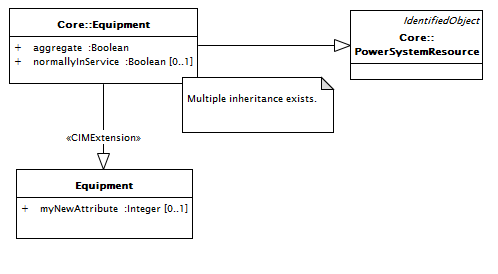 Core::Equipment
+ aggregate :Boolean
+ normallyInService :Boolean [0..1]
IdentifiedObject
Core::
PowerSystemResource
Multiple inheritance exists.
«CIMExtension»
Equipment
+ myNewAttribute :Integer [0..1]